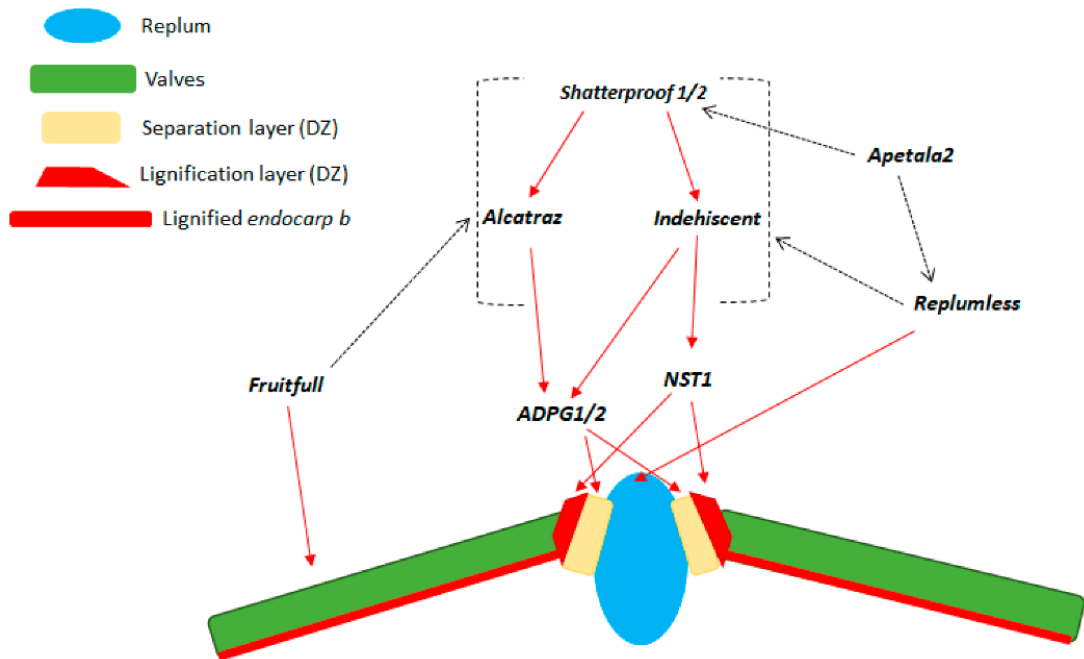 Replum
Valves
Separation layer (DZ)
Lignification layer (DZ)
Lignified endocarp b
Shatterproof 1/2
Apetala2
Alcatraz
Indehiscent
Replumless
Fruitfull
NST1
ADPG1/2